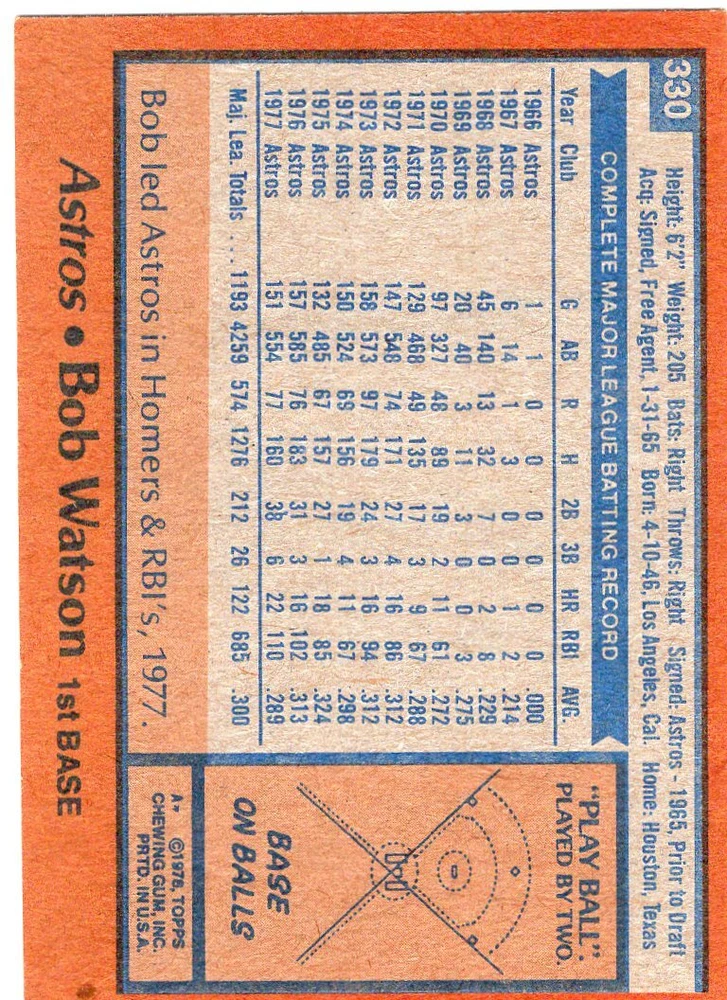 330
Height: 6'2" Weight: 205 Bats: Right Throws: Right Signed: Astros - 1965, Prior to Draft
Acq: Signed, Free Agent, 1-31-65 Born: 4-10-46, Los Angeles, Cal. Home: Houston, Texas
COMPLETE MAJOR LEAGUE BATTING RECORD
Year Club G AB R H 2B 3B HR RBI AVG.
1966 Astros 1 1 0 0 0 0 0 0 .000
1967 Astros 6 14 1 3 0 0 1 2 .214
1968 Astros 45 140 13 32 7 0 2 8 .229
1969 Astros 20 40 3 11 3 0 0 3 .275
1970 Astros 97 327 48 89 19 2 11 61 .272
1971 Astros 129 468 49 135 17 3 9 67 .288
1972 Astros 147 548 74 171 27 4 16 86 .312
1973 Astros 158 573 97 179 24 3 16 94 .312
1974 Astros 150 524 69 156 19 4 11 67 .298
1975 Astros 132 485 67 157 27 1 18 85 .324
1976 Astros 157 585 76 183 31 3 16 102 .313
1977 Astros 151 554 77 160 38 6 22 110 .289
Maj. Lea. Totals .... 1193 4259 574 1276 212 26 122 685 .300
Bob led Astros in Homers & RBI's, 1977.
"PLAY BALL"
PLAYED BY TWO.
BASE
ON BALLS
©1978, TOPPS
CHEWING GUM, INC.
PRTD. IN U.S.A.
Astros • Bob Watson 1st BASE